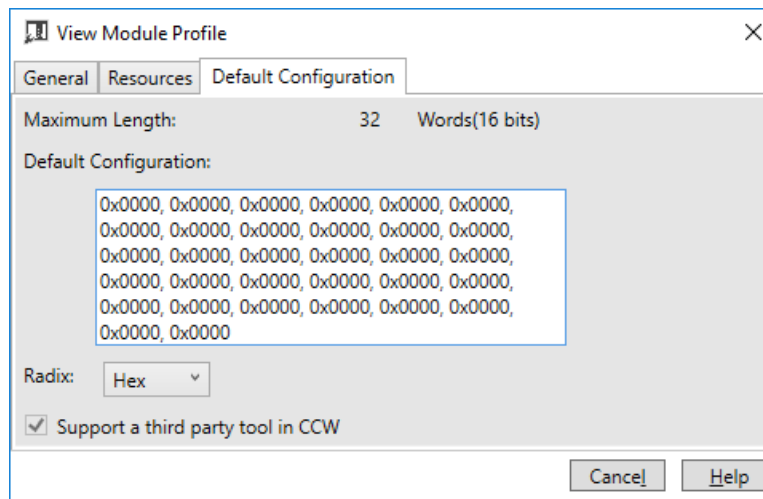 View Module Profile
General Resources Default Configuration
Maximum Length: 32 Words(16 bits)
Default Configuration:
0x0000, 0x0000, 0x0000, 0x0000, 0x0000, 0x0000,
0x0000, 0x0000, 0x0000, 0x0000, 0x0000, 0x0000,
0x0000, 0x0000, 0x0000, 0x0000, 0x0000, 0x0000,
0x0000, 0x0000, 0x0000, 0x0000, 0x0000, 0x0000,
0x0000, 0x0000, 0x0000, 0x0000, 0x0000, 0x0000,
0x0000, 0x0000
Radix: Hex
Support a third party tool in CCW
Cancel Help